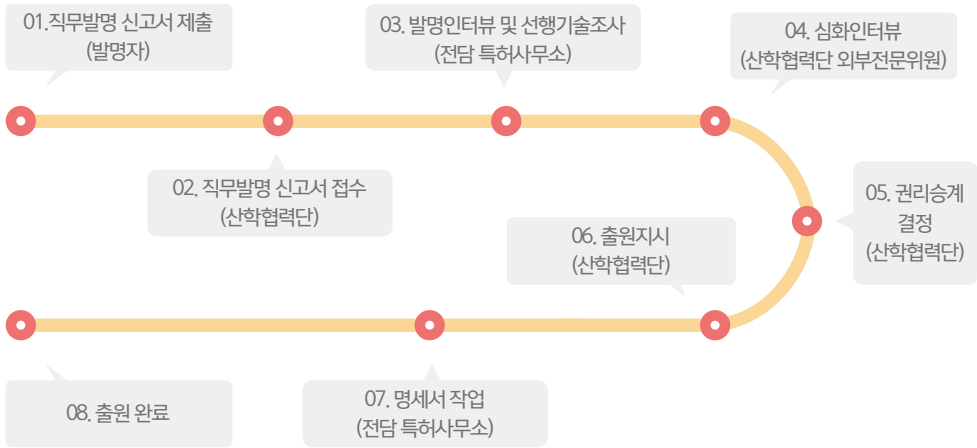 01.직무발명 신고서 제출
(발명자)
02. 직무발명 신고서 접수
(산학협력단)
03. 발명인터뷰 및 선행기술조사
(전담 특허사무소)
04. 심화인터뷰
(산학협력단 외부전문위원)
05. 권리승계
결정
(산학협력단)
06. 출원지시
(산학협력단)
07. 명세서 작업
(전담 특허사무소)
08. 출원 완료